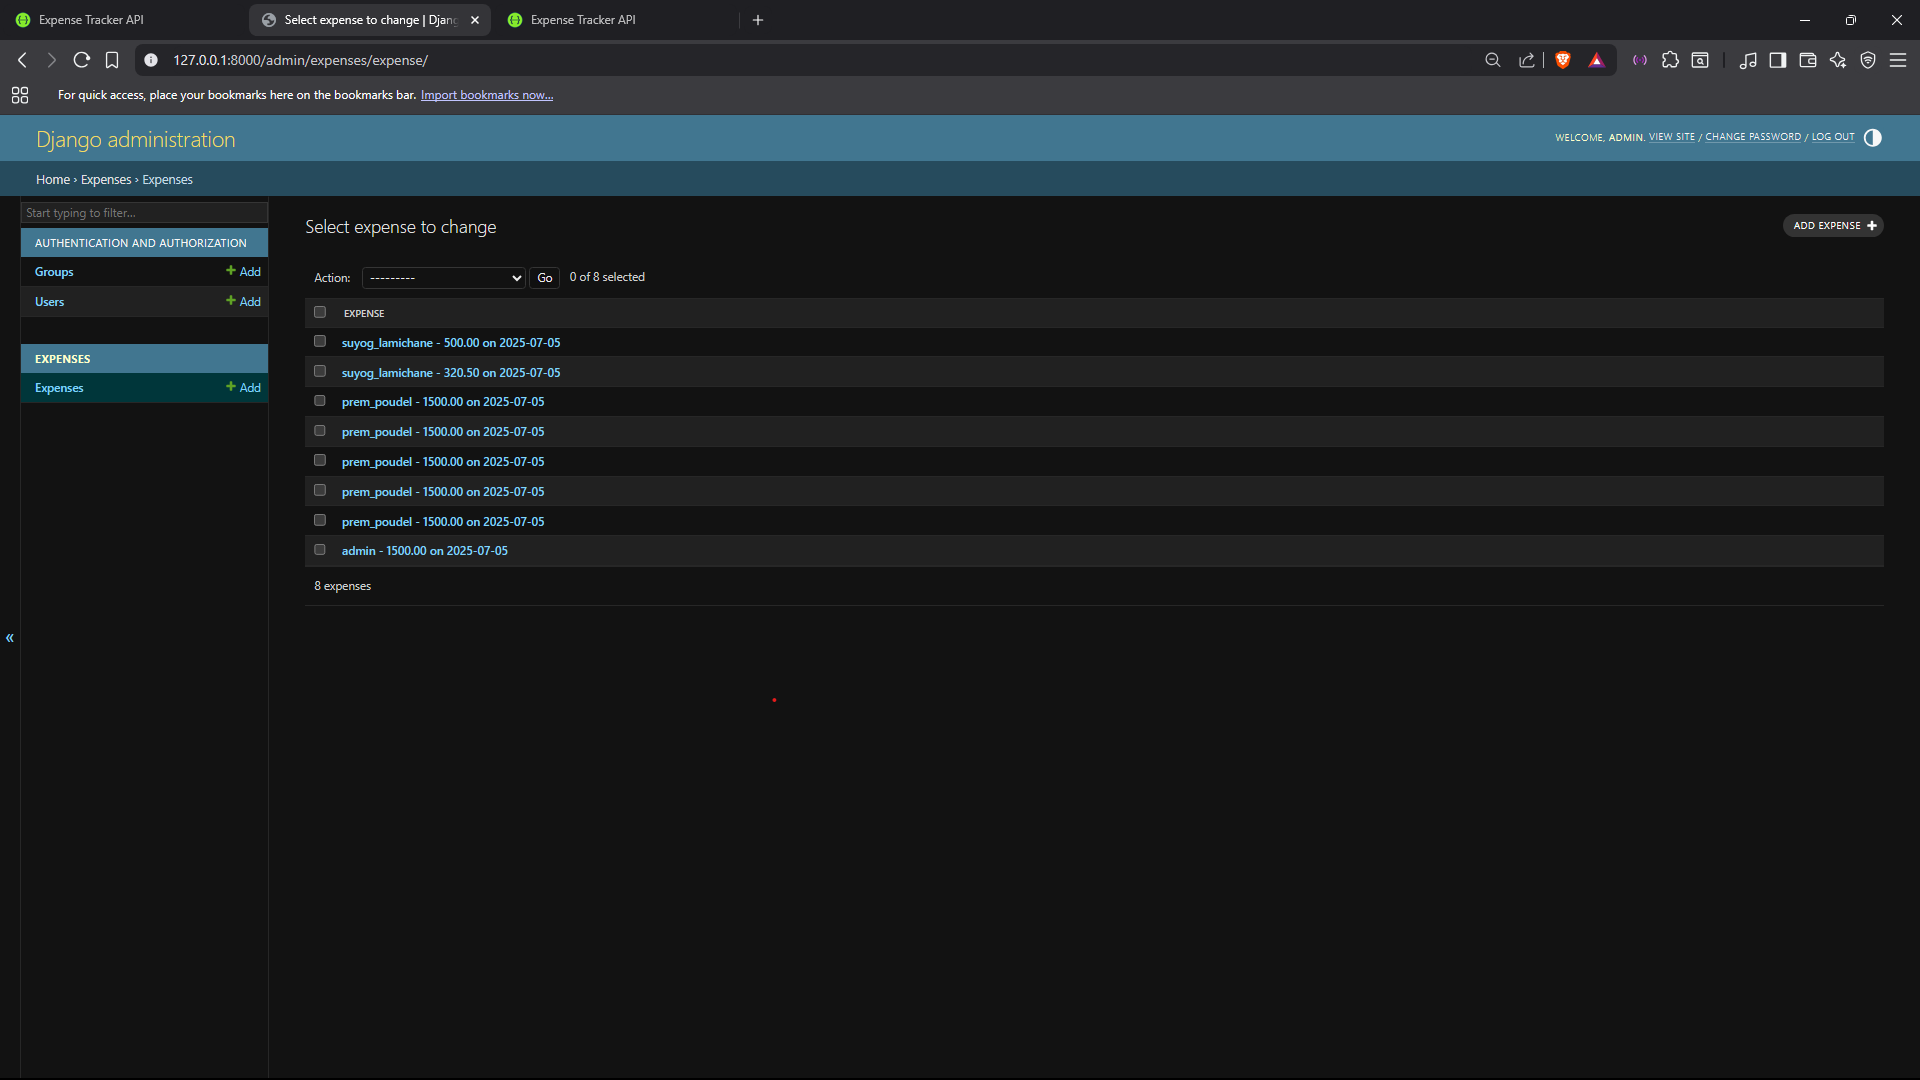 Expense Tracker API
Select expense to change | Djang
Expense Tracker API
127.0.0.1:8000/admin/expenses/expense/
For quick access, place your bookmarks here on the bookmarks bar. Import bookmarks now...
Django administration
WELCOME, ADMIN. VIEW SITE / CHANGE PASSWORD / LOG OUT
Home › Expenses › Expenses
Start typing to filter...
AUTHENTICATION AND AUTHORIZATION
Groups + Add
Users + Add
EXPENSES
Expenses + Add
«
Select expense to change
ADD EXPENSE +
Action: --------- Go 0 of 8 selected
EXPENSE
suyog_lamichane - 500.00 on 2025-07-05
suyog_lamichane - 320.50 on 2025-07-05
prem_poudel - 1500.00 on 2025-07-05
prem_poudel - 1500.00 on 2025-07-05
prem_poudel - 1500.00 on 2025-07-05
prem_poudel - 1500.00 on 2025-07-05
prem_poudel - 1500.00 on 2025-07-05
admin - 1500.00 on 2025-07-05
8 expenses